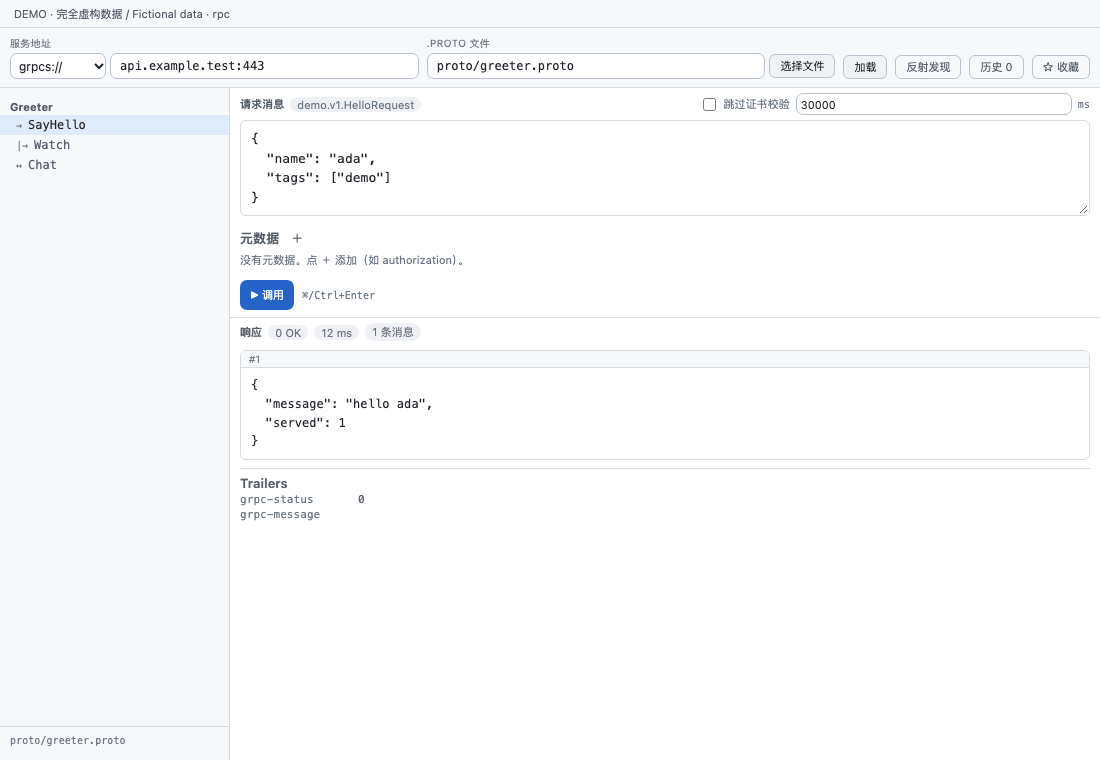 DEMO · 完全虚构数据 / Fictional data · rpc
服务地址
.PROTO 文件
grpcs://
api.example.test:443
proto/greeter.proto
选择文件
加载
反射发现
历史 0
☆ 收藏
Greeter
→ SayHello
|→ Watch
↔ Chat
proto/greeter.proto
请求消息 demo.v1.HelloRequest
跳过证书校验 30000 ms
{
"name": "ada",
"tags": ["demo"]
}
元数据 +
没有元数据。点 + 添加（如 authorization）。
▶ 调用 ⌘/Ctrl+Enter
响应 0 OK 12 ms 1 条消息
#1
{
"message": "hello ada",
"served": 1
}
Trailers
grpc-status 0
grpc-message